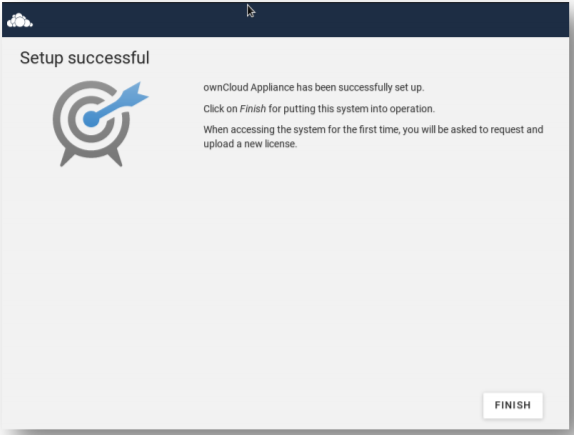 Setup successful
ownCloud Appliance has been successfully set up.
Click on Finish for putting this system into operation.
When accessing the system for the first time, you will be asked to request and
upload a new license.
FINISH